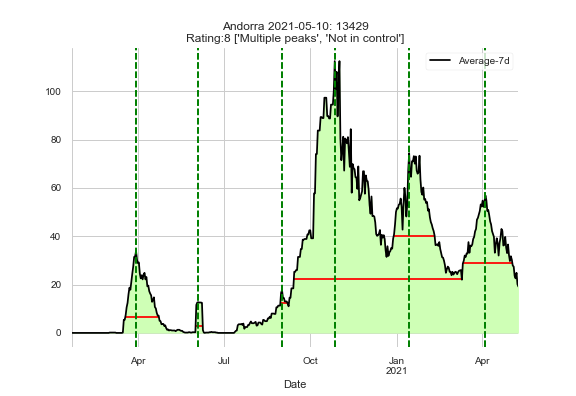 Andorra 2021-05-10: 13429
Rating:8 ['Multiple peaks', 'Not in control']
Average-7d
100
80
60
40
20
0
Apr
Jul
Oct
Jan
2021
Apr
Date